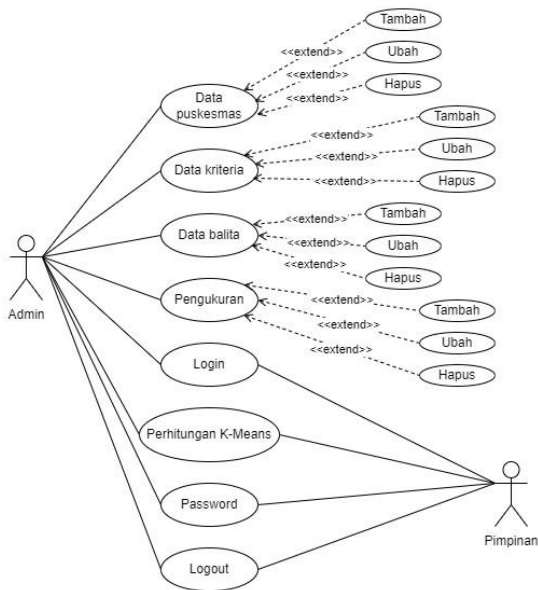 Tambah
<<extend>>
Ubah
<<extend>>
Hapus
<<extend>>
Data
puskesmas
Tambah
<<extend>>
Ubah
<<extend>>
Hapus
<<extend>>
Data kriteria
Tambah
<<extend>>
Ubah
<<extend>>
Hapus
<<extend>>
Data balita
Tambah
<<extend>>
Ubah
<<extend>>
Hapus
<<extend>>
Pengukuran
Admin
Login
Perhitungan K-Means
Password
Logout
Pimpinan